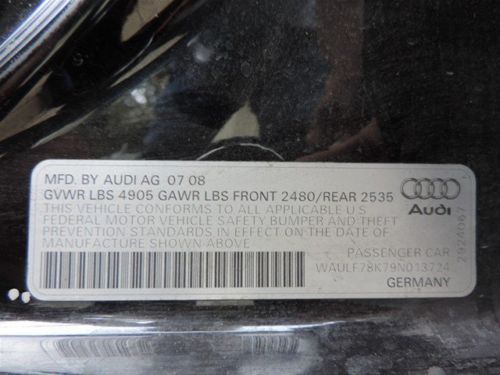 MFD. BY AUDI AG 07 08
GVWR LBS 4905 GAWR LBS FRONT 2480/REAR 2535
THIS VEHICLE CONFORMS TO ALL APPLICABLE U.S
FEDERAL MOTOR VEHICLE SAFETY BUMPER AND THEFT
PREVENTION STANDARDS IN EFFECT ON THE DATE OF
MANUFACTURE SHOWN ABOVE
PASSENGER CAR
WAULF78K79N013724
GERMANY
Audi